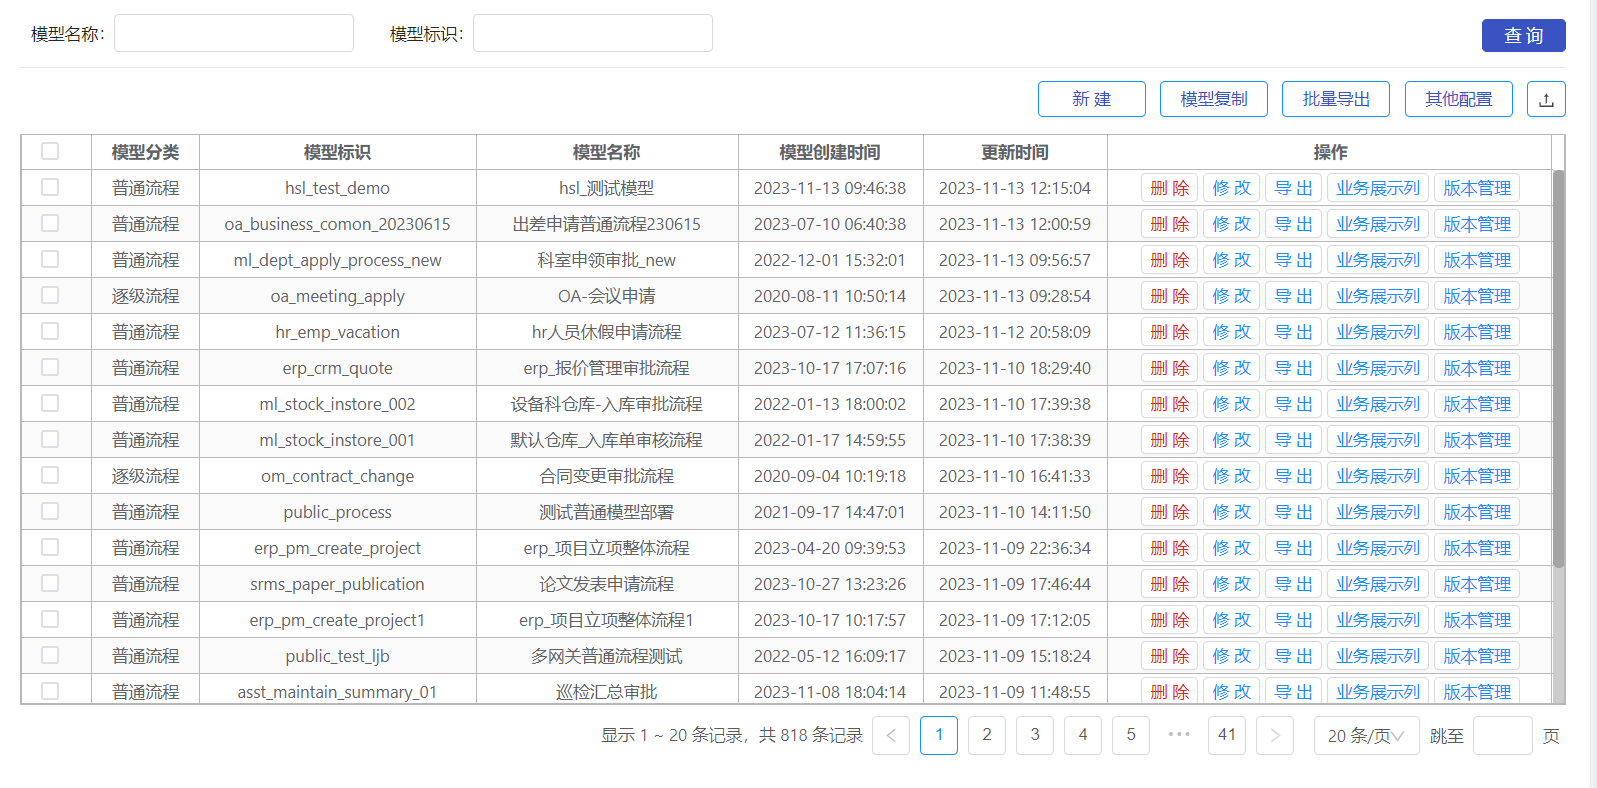 模型名称: 模型标识: 查 询
新 建 模型复制 批量导出 其他配置
模型分类 模型标识 模型名称 模型创建时间 更新时间 操作
普通流程 hsl_test_demo hsl_测试模型 2023-11-13 09:46:38 2023-11-13 12:15:04 删 除 修 改 导 出 业务展示列 版本管理
普通流程 oa_business_comon_20230615 出差申请普通流程230615 2023-07-10 06:40:38 2023-11-13 12:00:59 删 除 修 改 导 出 业务展示列 版本管理
普通流程 ml_dept_apply_process_new 科室申领审批_new 2022-12-01 15:32:01 2023-11-13 09:56:57 删 除 修 改 导 出 业务展示列 版本管理
逐级流程 oa_meeting_apply OA-会议申请 2020-08-11 10:50:14 2023-11-13 09:28:54 删 除 修 改 导 出 业务展示列 版本管理
普通流程 hr_emp_vacation hr人员休假申请流程 2023-07-12 11:36:15 2023-11-12 20:58:09 删 除 修 改 导 出 业务展示列 版本管理
普通流程 erp_crm_quote erp_报价管理审批流程 2023-10-17 17:07:16 2023-11-10 18:29:40 删 除 修 改 导 出 业务展示列 版本管理
普通流程 ml_stock_instore_002 设备科仓库-入库审批流程 2022-01-13 18:00:02 2023-11-10 17:39:38 删 除 修 改 导 出 业务展示列 版本管理
普通流程 ml_stock_instore_001 默认仓库_入库单审核流程 2022-01-17 14:59:55 2023-11-10 17:38:39 删 除 修 改 导 出 业务展示列 版本管理
逐级流程 om_contract_change 合同变更审批流程 2020-09-04 10:19:18 2023-11-10 16:41:33 删 除 修 改 导 出 业务展示列 版本管理
普通流程 public_process 测试普通模型部署 2021-09-17 14:47:01 2023-11-10 14:11:50 删 除 修 改 导 出 业务展示列 版本管理
普通流程 erp_pm_create_project erp_项目立项整体流程 2023-04-20 09:39:53 2023-11-09 22:36:34 删 除 修 改 导 出 业务展示列 版本管理
普通流程 srms_paper_publication 论文发表申请流程 2023-10-27 13:23:26 2023-11-09 17:46:44 删 除 修 改 导 出 业务展示列 版本管理
普通流程 erp_pm_create_project1 erp_项目立项整体流程1 2023-10-17 10:17:57 2023-11-09 17:12:05 删 除 修 改 导 出 业务展示列 版本管理
普通流程 public_test_ljb 多网关普通流程测试 2022-05-12 16:09:17 2023-11-09 15:18:24 删 除 修 改 导 出 业务展示列 版本管理
普通流程 asst_maintain_summary_01 巡检汇总审批 2023-11-08 18:04:14 2023-11-09 11:48:55 删 除 修 改 导 出 业务展示列 版本管理
显示 1 ~ 20 条记录，共 818 条记录 < 1 2 3 4 5 ••• 41 > 20 条/页 跳至 页